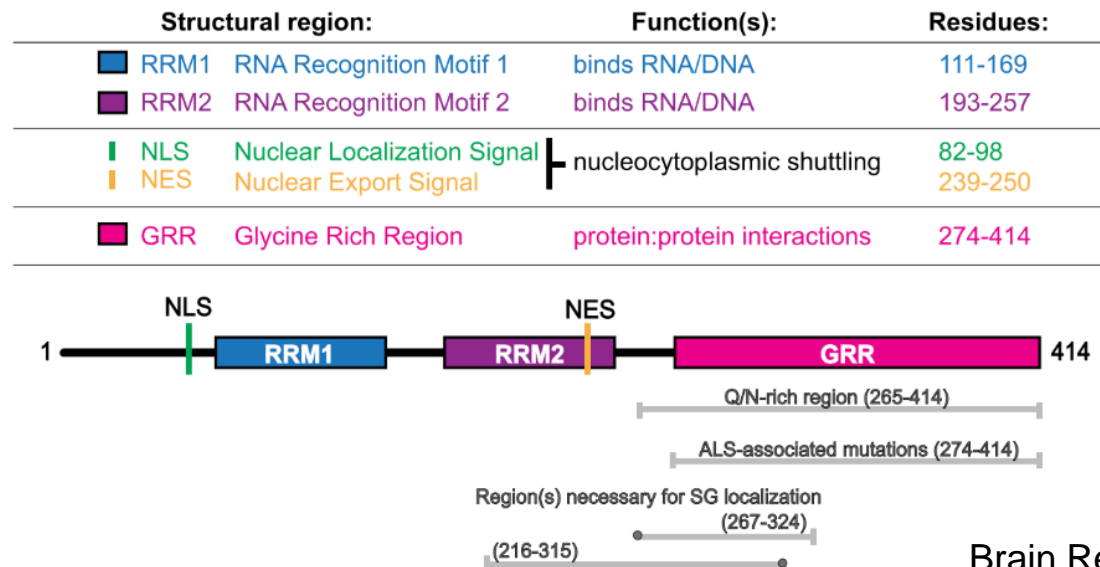 Structural region: Function(s): Residues:
RRM1 RNA Recognition Motif 1 binds RNA/DNA 111-169
RRM2 RNA Recognition Motif 2 binds RNA/DNA 193-257
NLS Nuclear Localization Signal 82-98
nucleocytoplasmic shuttling
NES Nuclear Export Signal 239-250
GRR Glycine Rich Region protein:protein interactions 274-414
NLS NES
1 RRM1 RRM2 GRR 414
Q/N-rich region (265-414)
ALS-associated mutations (274-414)
Region(s) necessary for SG localization
(267-324)
(216-315)
Brain Re